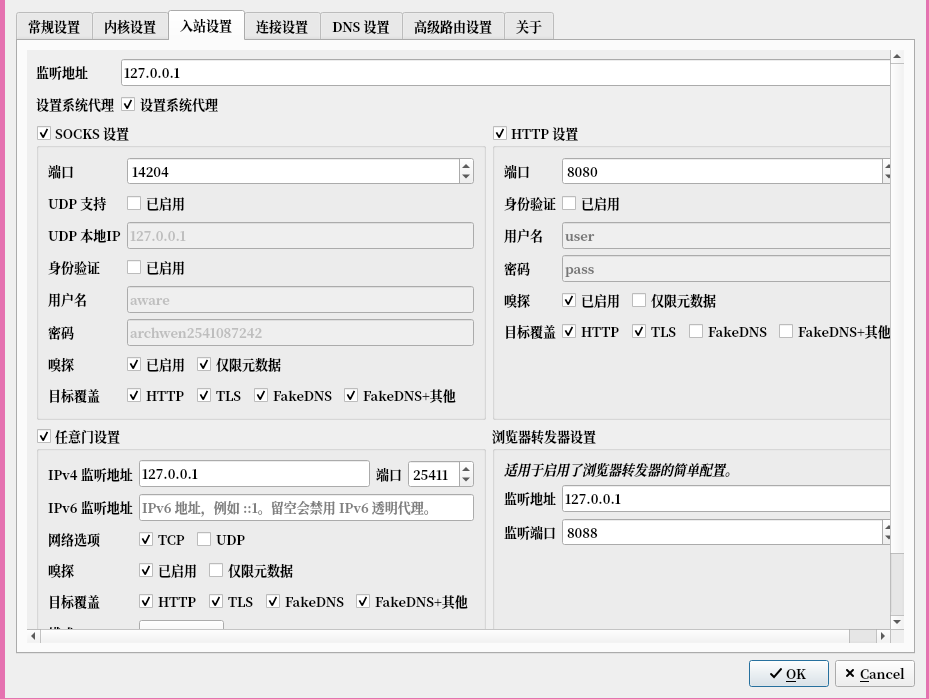 常规设置 内核设置 入站设置 连接设置 DNS 设置 高级路由设置 关于
监听地址 127.0.0.1
设置系统代理 设置系统代理
SOCKS 设置
端口 14204
UDP 支持 已启用
UDP 本地IP 127.0.0.1
身份验证 已启用
用户名 aware
密码 archwen2541087242
嗅探 已启用 仅限元数据
目标覆盖 HTTP TLS FakeDNS FakeDNS+其他
HTTP 设置
端口 8080
身份验证 已启用
用户名 user
密码 pass
嗅探 已启用 仅限元数据
目标覆盖 HTTP TLS FakeDNS FakeDNS+其他
任意门设置
IPv4 监听地址 127.0.0.1 端口 25411
IPv6 监听地址 IPv6 地址，例如 ::1。留空会禁用 IPv6 透明代理。
网络选项 TCP UDP
嗅探 已启用 仅限元数据
目标覆盖 HTTP TLS FakeDNS FakeDNS+其他
浏览器转发器设置
适用于启用了浏览器转发器的简单配置。
监听地址 127.0.0.1
监听端口 8088
OK Cancel